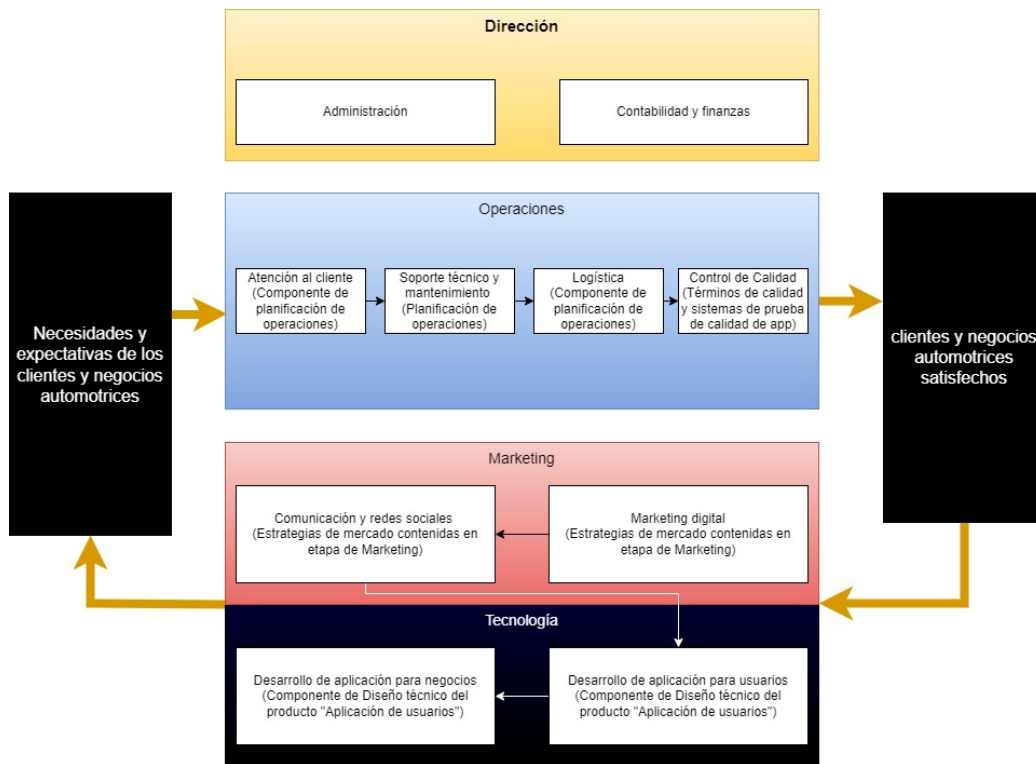 Dirección
Administración
Contabilidad y finanzas
Necesidades y
expectativas de los
clientes y negocios
automotrices
Operaciones
Atención al cliente
(Componente de
planificación de
operaciones)
Soporte técnico y
mantenimiento
(Planificación de
operaciones)
Logística
(Componente de
planificación de
operaciones)
Control de Calidad
(Términos de calidad
y sistemas de prueba
de calidad de app)
clientes y negocios
automotrices
satisfechos
Marketing
Comunicación y redes sociales
(Estrategias de mercado contenidas en
etapa de Marketing)
Marketing digital
(Estrategias de mercado contenidas en
etapa de Marketing)
Tecnología
Desarrollo de aplicación para negocios
(Componente de Diseño técnico del
producto "Aplicación de usuarios")
Desarrollo de aplicación para usuarios
(Componente de Diseño técnico del
producto "Aplicación de usuarios")